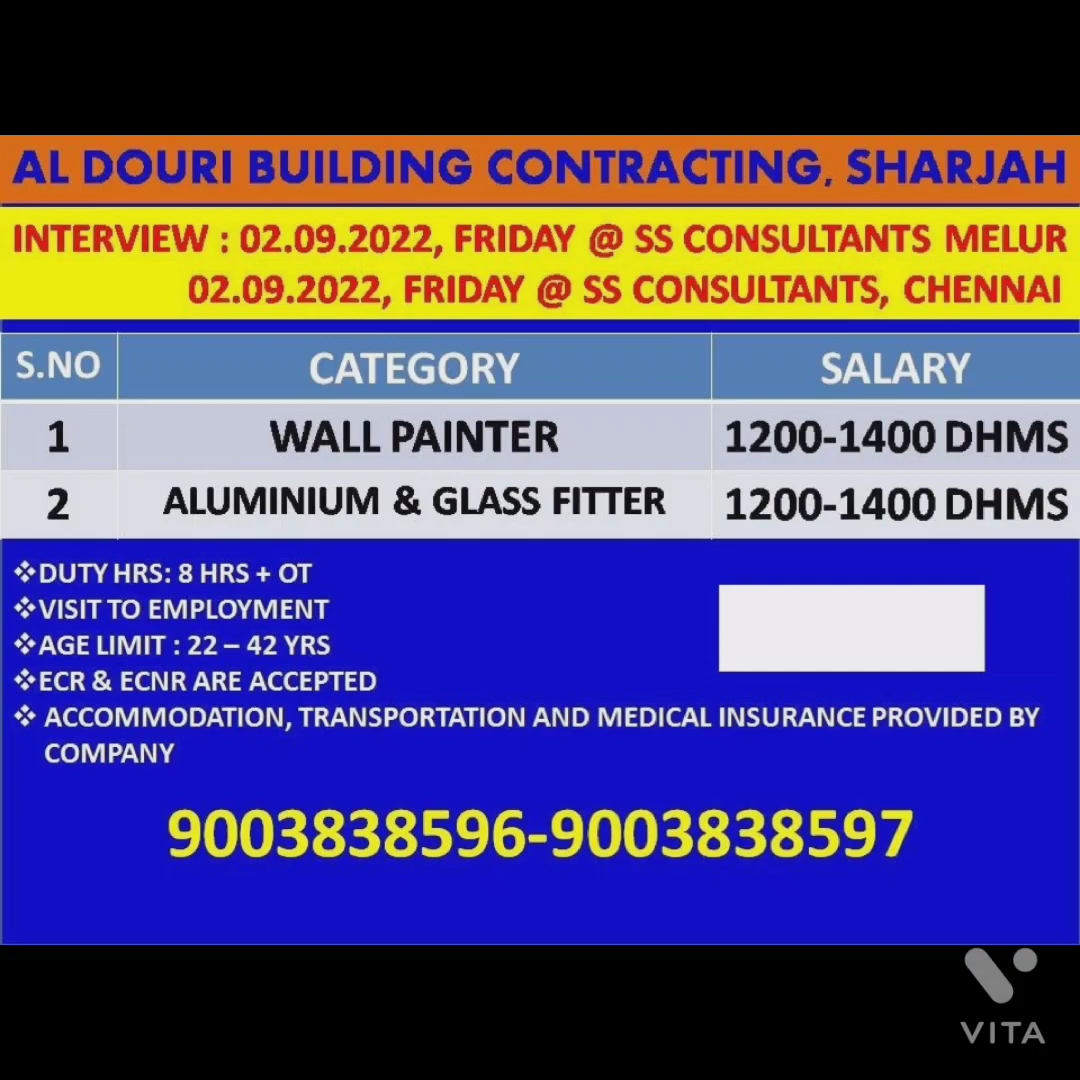 AL DOURI BUILDING CONTRACTING, SHARJAH
INTERVIEW : 02.09.2022, FRIDAY @ SS CONSULTANTS MELUR
02.09.2022, FRIDAY @ SS CONSULTANTS, CHENNAI
S.NO CATEGORY SALARY
1 WALL PAINTER 1200-1400 DHMS
2 ALUMINIUM & GLASS FITTER 1200-1400 DHMS
❖DUTY HRS: 8 HRS + OT
❖VISIT TO EMPLOYMENT
❖AGE LIMIT : 22 – 42 YRS
❖ECR & ECNR ARE ACCEPTED
❖ ACCOMMODATION, TRANSPORTATION AND MEDICAL INSURANCE PROVIDED BY
COMPANY
9003838596-9003838597
VITA